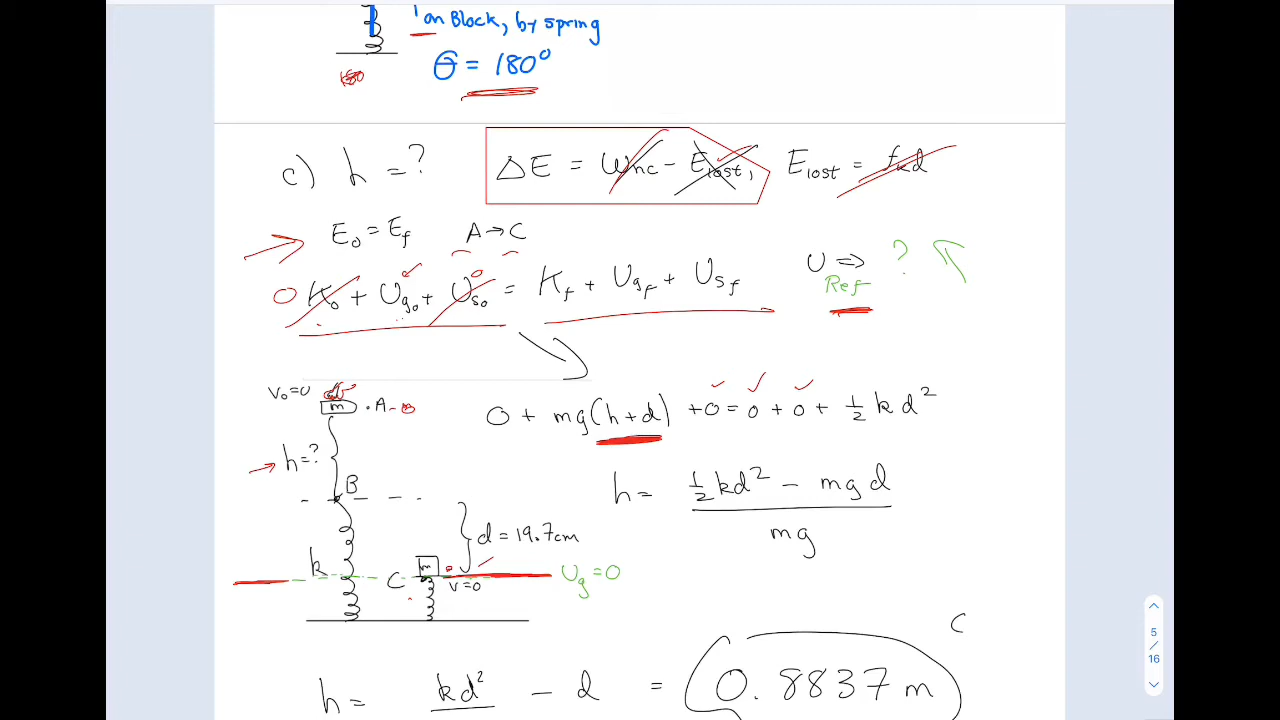 on Block, by spring
θ = 180°
c) h = ? ΔE = Wnc - Elost, Elost = fkd
E₀ = Ef A → C
0 K₀ + Ug₀ + Us₀ = Kf + Ugf + Usf
U ⇒ ?
Ref
V₀=0 m · A
0 + mg(h+d) + 0 = 0 + 0 + ½ kd²
→ h=?
B
h = ½kd² - mgd
mg
d = 19.7cm
k C m v=0 Ug = 0
C
h = kd² - d = 0.8837 m
5
/
16